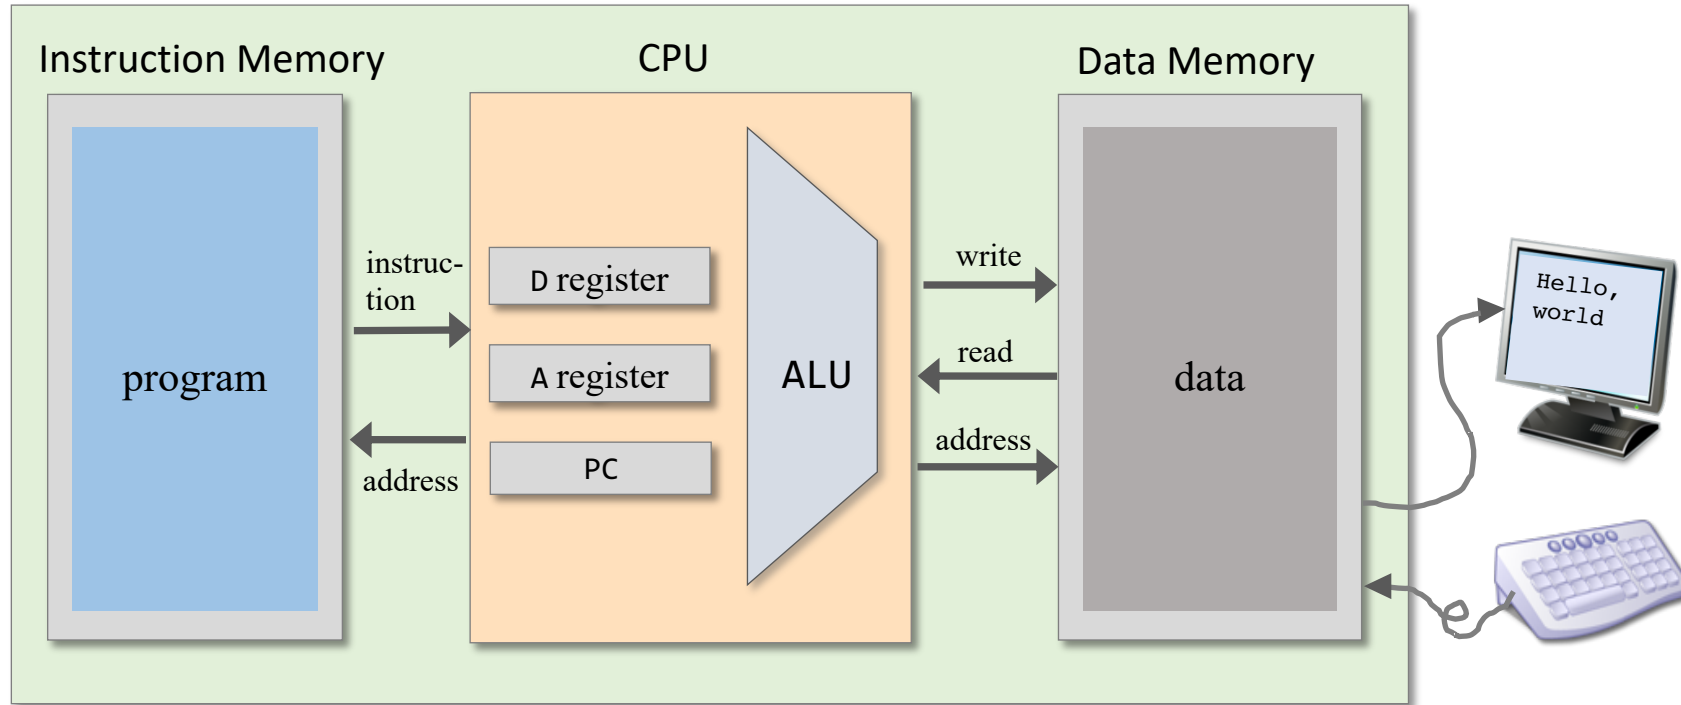 Instruction Memory
CPU
Data Memory
program
instruc-
tion
address
D register
A register
PC
ALU
write
read
address
data
Hello,
world